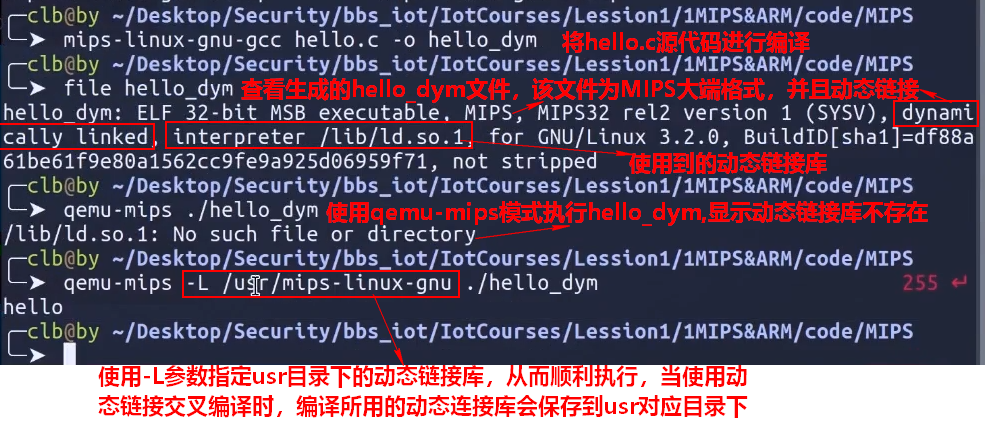 clb@by ~/Desktop/Security/bbs_iot/IotCourses/Lession1/1MIPS&ARM/code/MIPS
mips-linux-gnu-gcc hello.c -o hello_dym 将hello.c源代码进行编译
clb@by ~/Desktop/Security/bbs_iot/IotCourses/Lession1/1MIPS&ARM/code/MIPS
file hello_dym 查看生成的hello_dym文件，该文件为MIPS大端格式，并且动态链接
hello_dym: ELF 32-bit MSB executable, MIPS, MIPS32 rel2 version 1 (SYSV), dynami
cally linked, interpreter /lib/ld.so.1, for GNU/Linux 3.2.0, BuildID[sha1]=df88a
61be61f9e80a1562cc9fe9a925d06959f71, not stripped 使用到的动态链接库
clb@by ~/Desktop/Security/bbs_iot/IotCourses/Lession1/1MIPS&ARM/code/MIPS
qemu-mips ./hello_dym 使用qemu-mips模式执行hello_dym,显示动态链接库不存在
/lib/ld.so.1: No such file or directory
clb@by ~/Desktop/Security/bbs_iot/IotCourses/Lession1/1MIPS&ARM/code/MIPS
qemu-mips -L /usr/mips-linux-gnu ./hello_dym 255 ↵
hello
clb@by ~/Desktop/Security/bbs_iot/IotCourses/Lession1/1MIPS&ARM/code/MIPS
使用-L参数指定usr目录下的动态链接库，从而顺利执行，当使用动
态链接交叉编译时，编译所用的动态连接库会保存到usr对应目录下